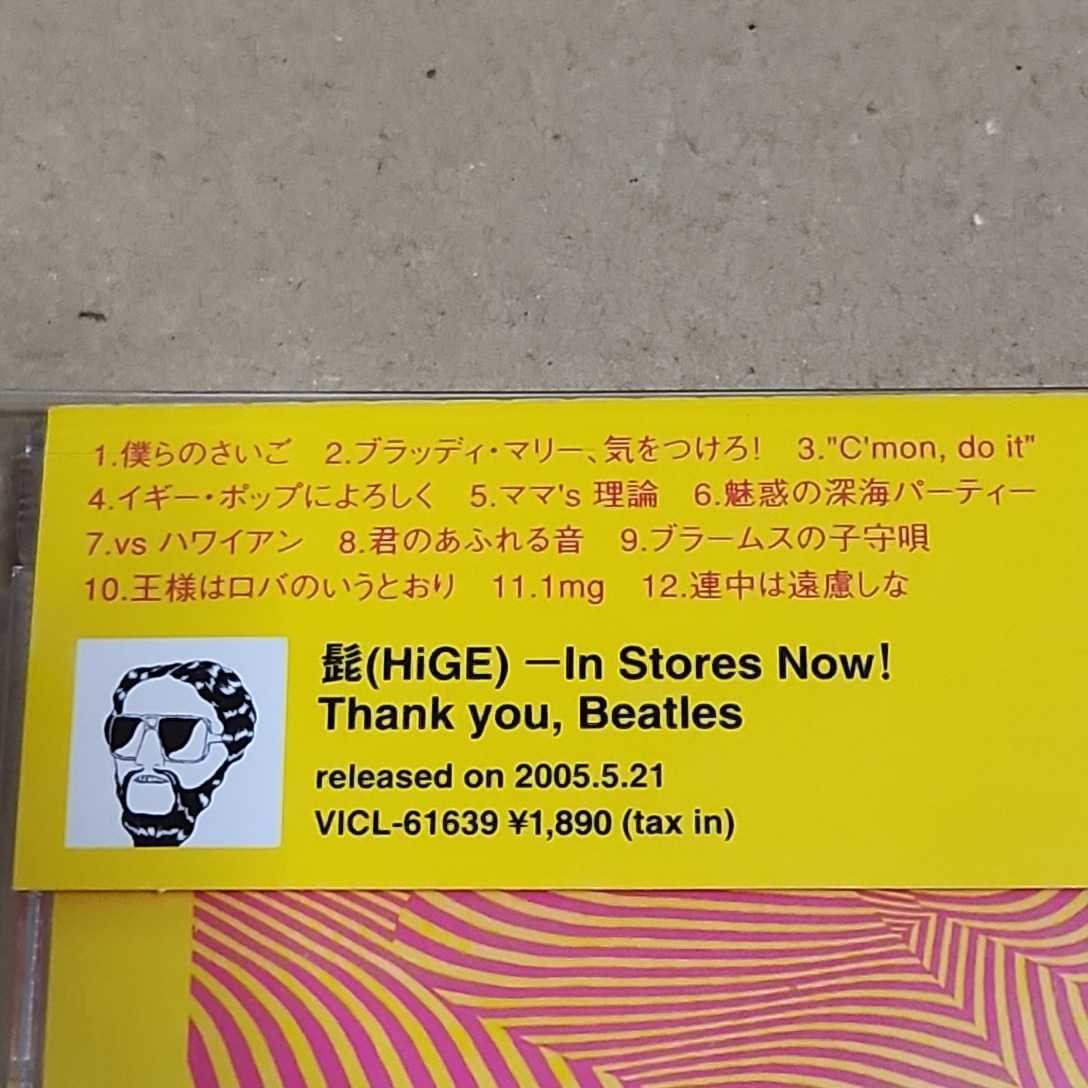 1.僕らのさいご 2.ブラッディ・マリー、気をつけろ! 3."C'mon, do it"
4.イギー・ポップによろしく 5.ママ's 理論 6.魅惑の深海パーティー
7.vs ハワイアン 8.君のあふれる音 9.ブラームスの子守唄
10.王様はロバのいうとおり 11.1mg 12.連中は遠慮しな
髭(HiGE) —In Stores Now!
Thank you, Beatles
released on 2005.5.21
VICL-61639 ¥1,890 (tax in)